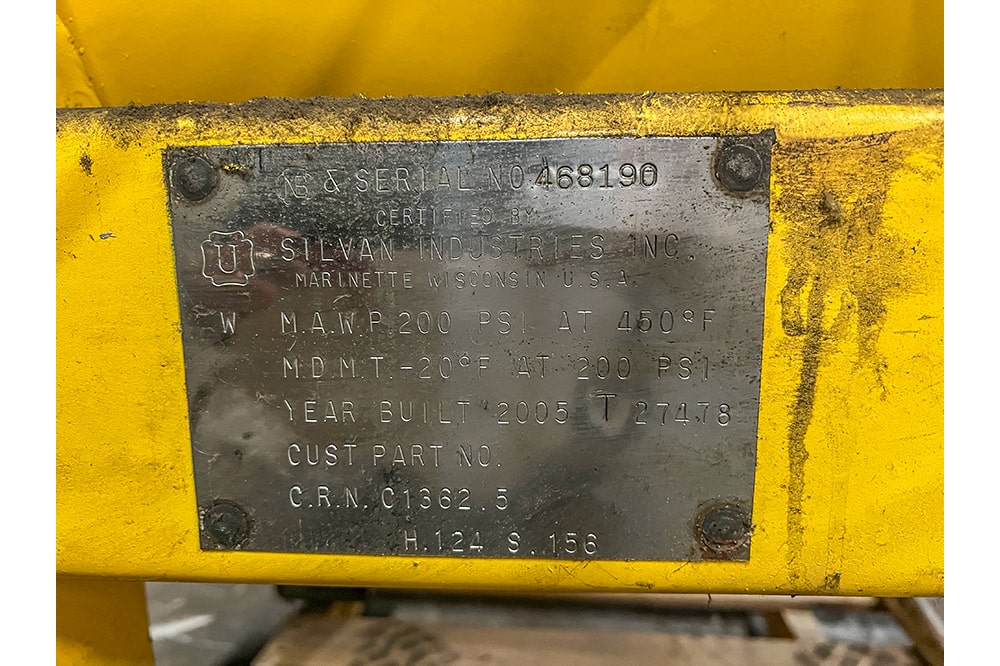 NB & SERIAL NO. 468190
CERTIFIED BY
U SILVAN INDUSTRIES INC.
MARINETTE WISCONSIN U.S.A.
W M.A.W.P. 200 PSI AT 450°F
M.D.M.T. -20°F AT 200 PSI
YEAR BUILT 2005 T 27478
CUST PART NO.
C.R.N. C1362.5
H.124 S.156